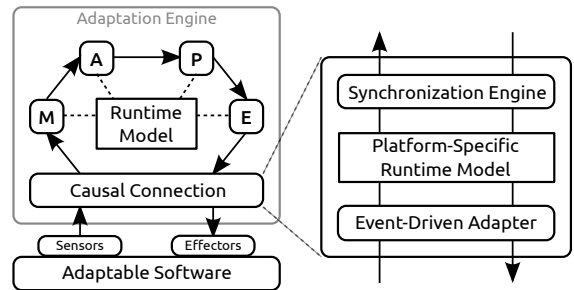 Adaptation Engine
A
P
M
Runtime
Model
E
Causal Connection
Sensors
Effectors
Adaptable Software
Synchronization Engine
Platform-Specific
Runtime Model
Event-Driven Adapter